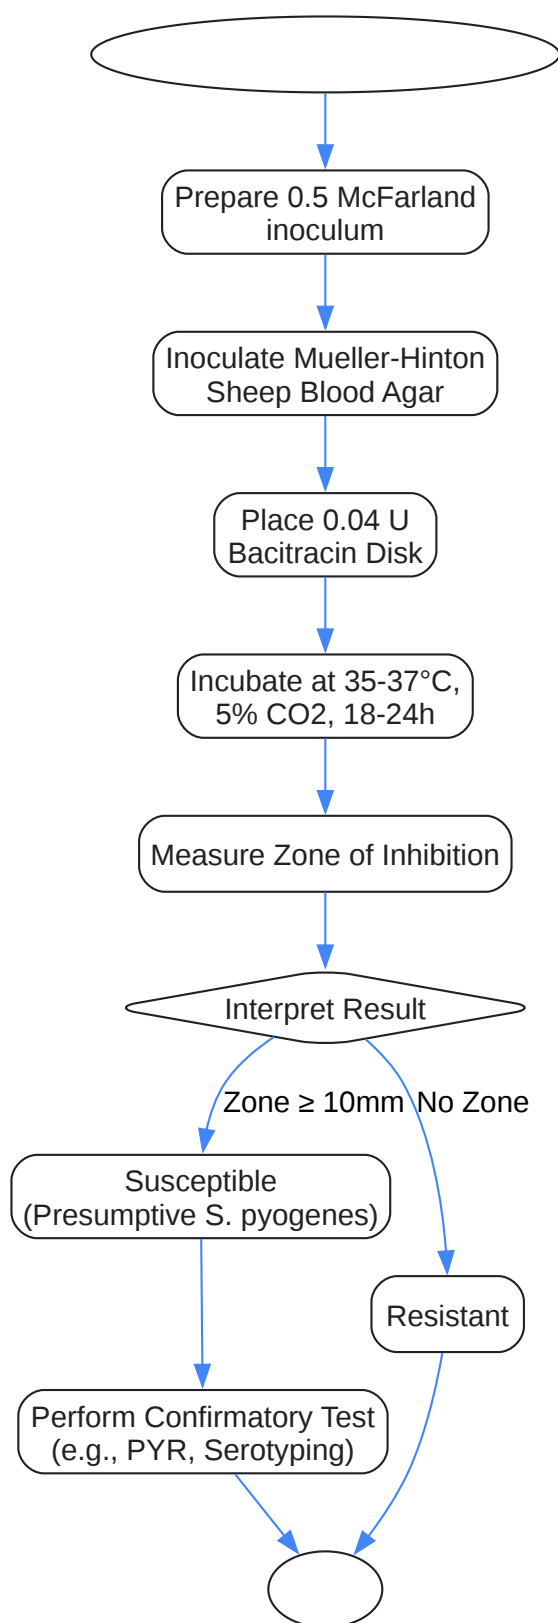 Prepare 0.5 McFarland
inoculum
Inoculate Mueller-Hinton
Sheep Blood Agar
Place 0.04 U
Bacitracin Disk
Incubate at 35-37°C,
5% CO2, 18-24h
Measure Zone of Inhibition
Interpret Result
Zone ≥ 10mm
No Zone
Susceptible
(Presumptive S. pyogenes)
Resistant
Perform Confirmatory Test
(e.g., PYR, Serotyping)